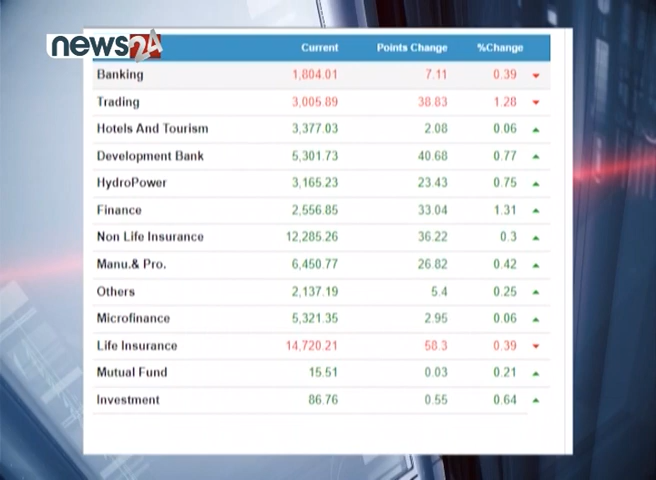 news24
Current Points Change %Change
Banking 1,804.01 7.11 0.39
Trading 3,005.89 38.83 1.28
Hotels And Tourism 3,377.03 2.08 0.06
Development Bank 5,301.73 40.68 0.77
HydroPower 3,165.23 23.43 0.75
Finance 2,556.85 33.04 1.31
Non Life Insurance 12,285.26 36.22 0.3
Manu.& Pro. 6,450.77 26.82 0.42
Others 2,137.19 5.4 0.25
Microfinance 5,321.35 2.95 0.06
Life Insurance 14,720.21 58.3 0.39
Mutual Fund 15.51 0.03 0.21
Investment 86.76 0.55 0.64